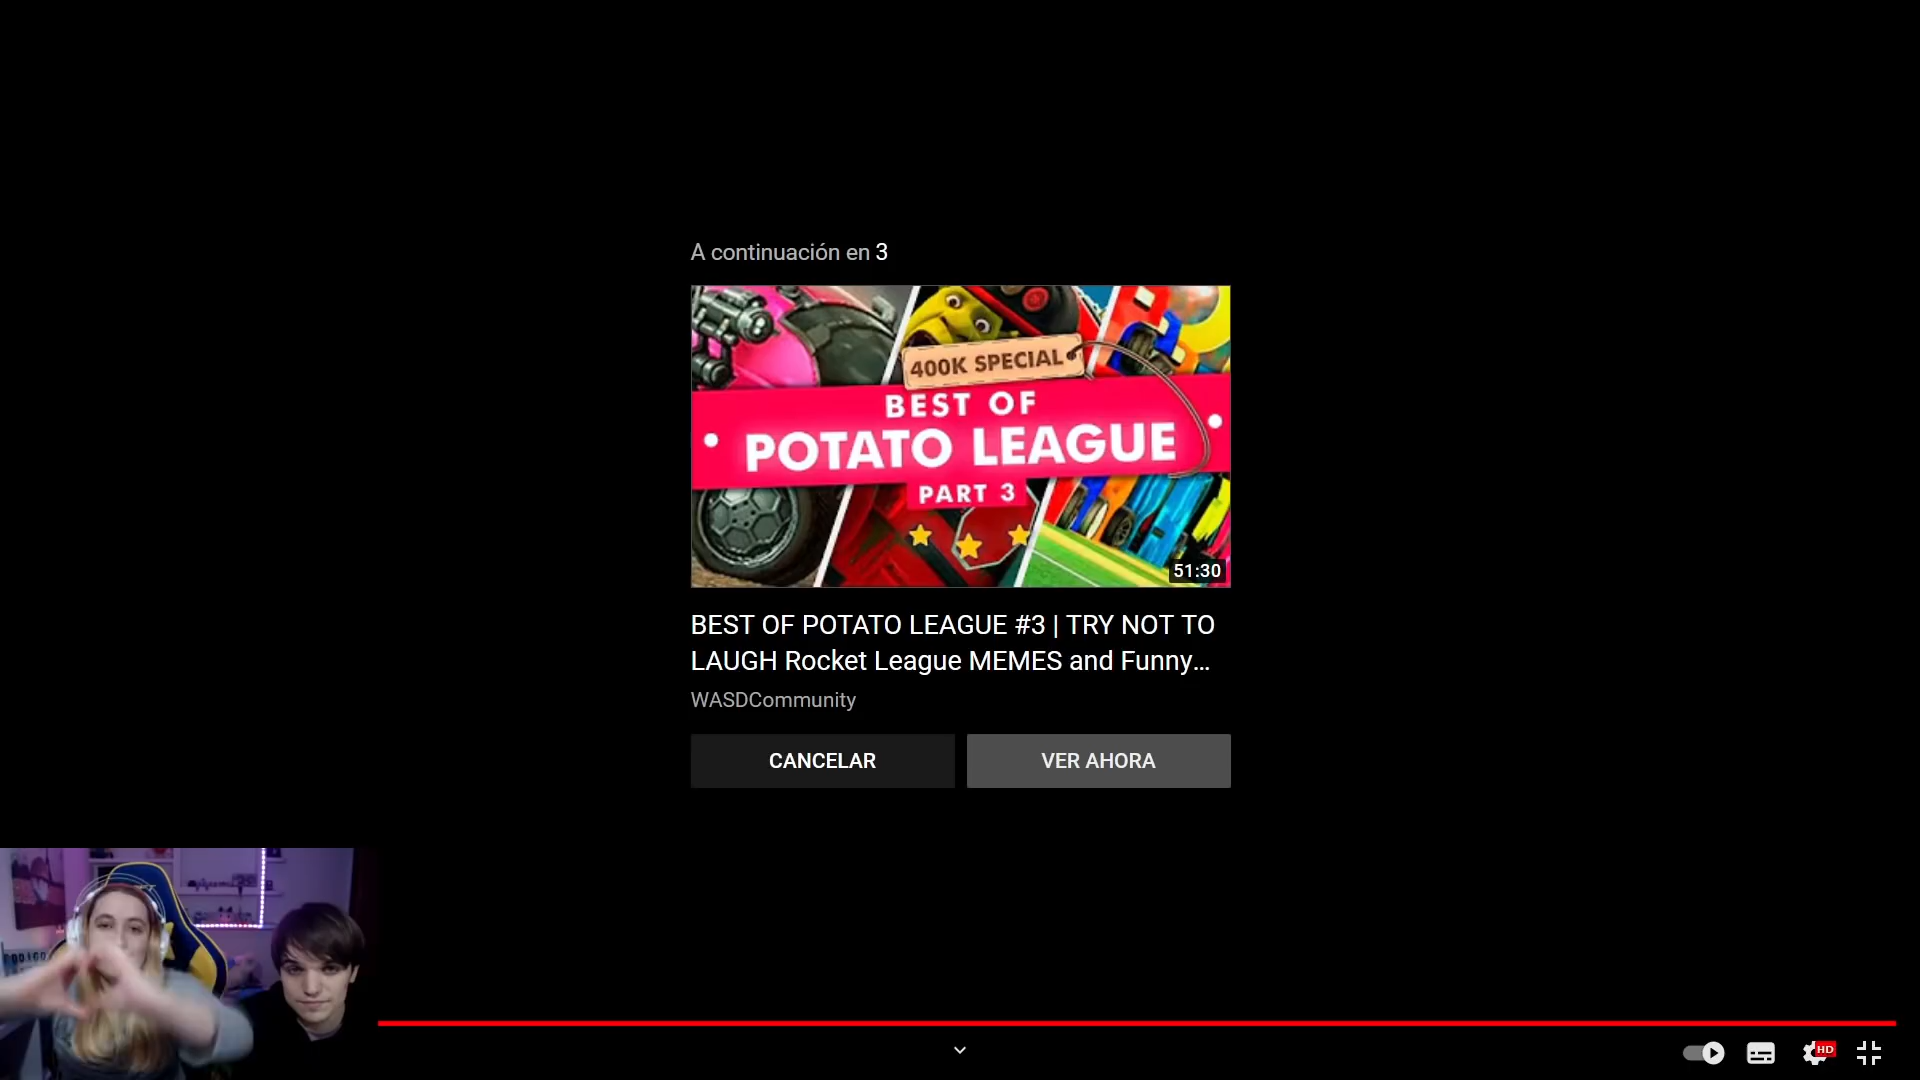 A continuación en 3
400K SPECIAL
BEST OF
POTATO LEAGUE
PART 3
51:30
BEST OF POTATO LEAGUE #3 | TRY NOT TO
LAUGH Rocket League MEMES and Funny...
WASDCommunity
CANCELAR
VER AHORA
HD